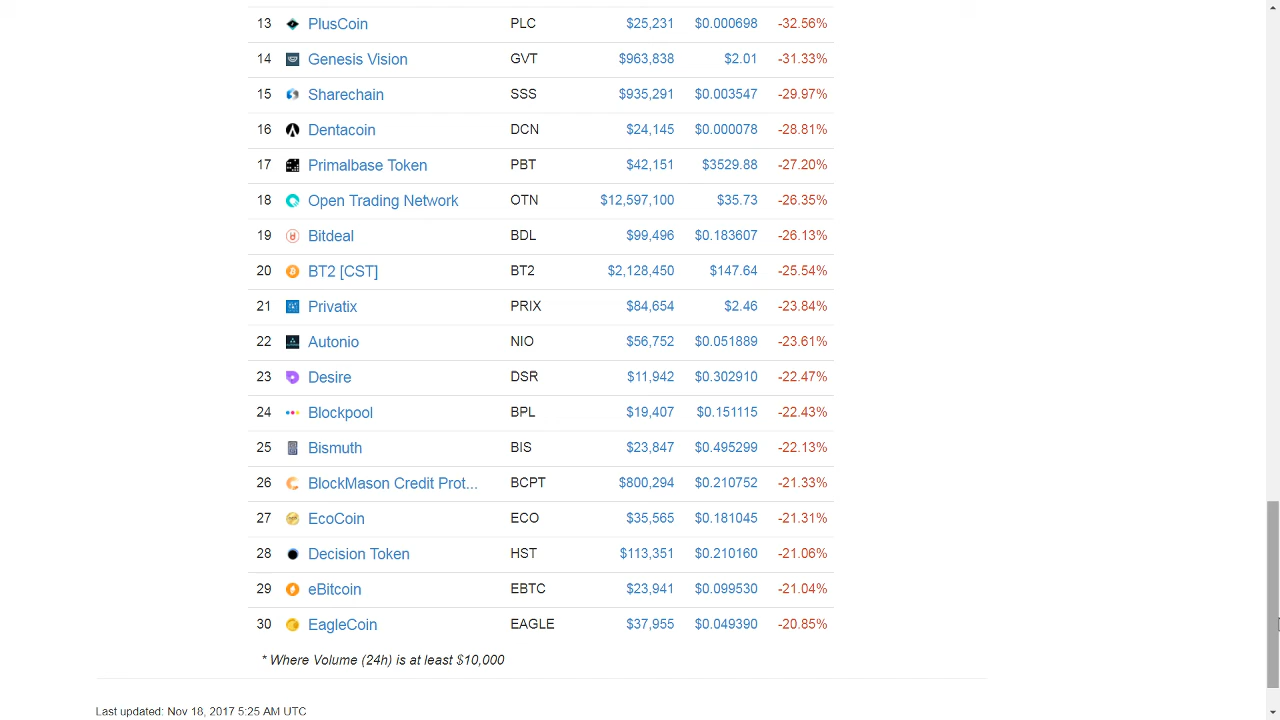 13 PlusCoin PLC $25,231 $0.000698 -32.56%
14 Genesis Vision GVT $963,838 $2.01 -31.33%
15 Sharechain SSS $935,291 $0.003547 -29.97%
16 Dentacoin DCN $24,145 $0.000078 -28.81%
17 Primalbase Token PBT $42,151 $3529.88 -27.20%
18 Open Trading Network OTN $12,597,100 $35.73 -26.35%
19 Bitdeal BDL $99,496 $0.183607 -26.13%
20 BT2 [CST] BT2 $2,128,450 $147.64 -25.54%
21 Privatix PRIX $84,654 $2.46 -23.84%
22 Autonio NIO $56,752 $0.051889 -23.61%
23 Desire DSR $11,942 $0.302910 -22.47%
24 Blockpool BPL $19,407 $0.151115 -22.43%
25 Bismuth BIS $23,847 $0.495299 -22.13%
26 BlockMason Credit Prot... BCPT $800,294 $0.210752 -21.33%
27 EcoCoin ECO $35,565 $0.181045 -21.31%
28 Decision Token HST $113,351 $0.210160 -21.06%
29 eBitcoin EBTC $23,941 $0.099530 -21.04%
30 EagleCoin EAGLE $37,955 $0.049390 -20.85%
* Where Volume (24h) is at least $10,000
Last updated: Nov 18, 2017 5:25 AM UTC